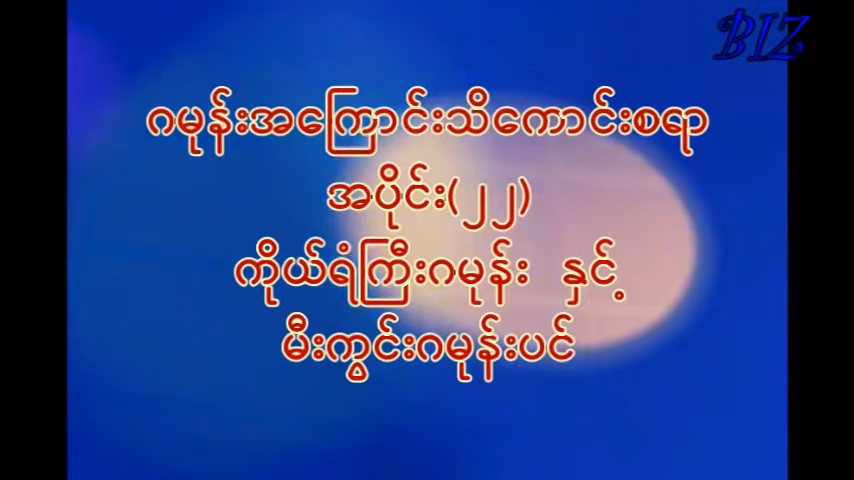 BIZ
ဂမုန်းအကြောင်းသိကောင်းစရာ
အပိုင်း(၂၂)
ကိုယ်ရံကြီးဂမုန်း နှင့်
မီးကွင်းဂမုန်းပင်